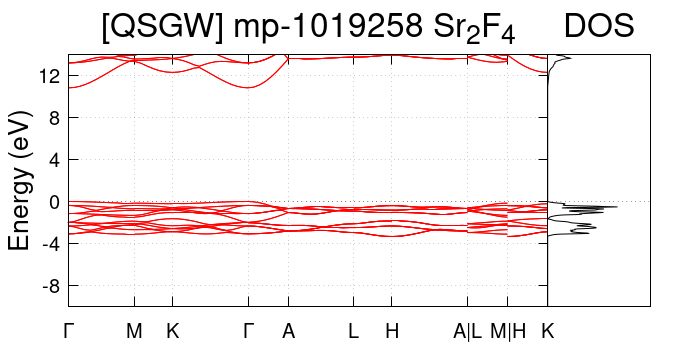 [QSGW] mp-1019258 Sr₂F₄ DOS
Energy (eV)
12
8
4
0
-4
-8
Γ M K Γ A L H A|L M|H K